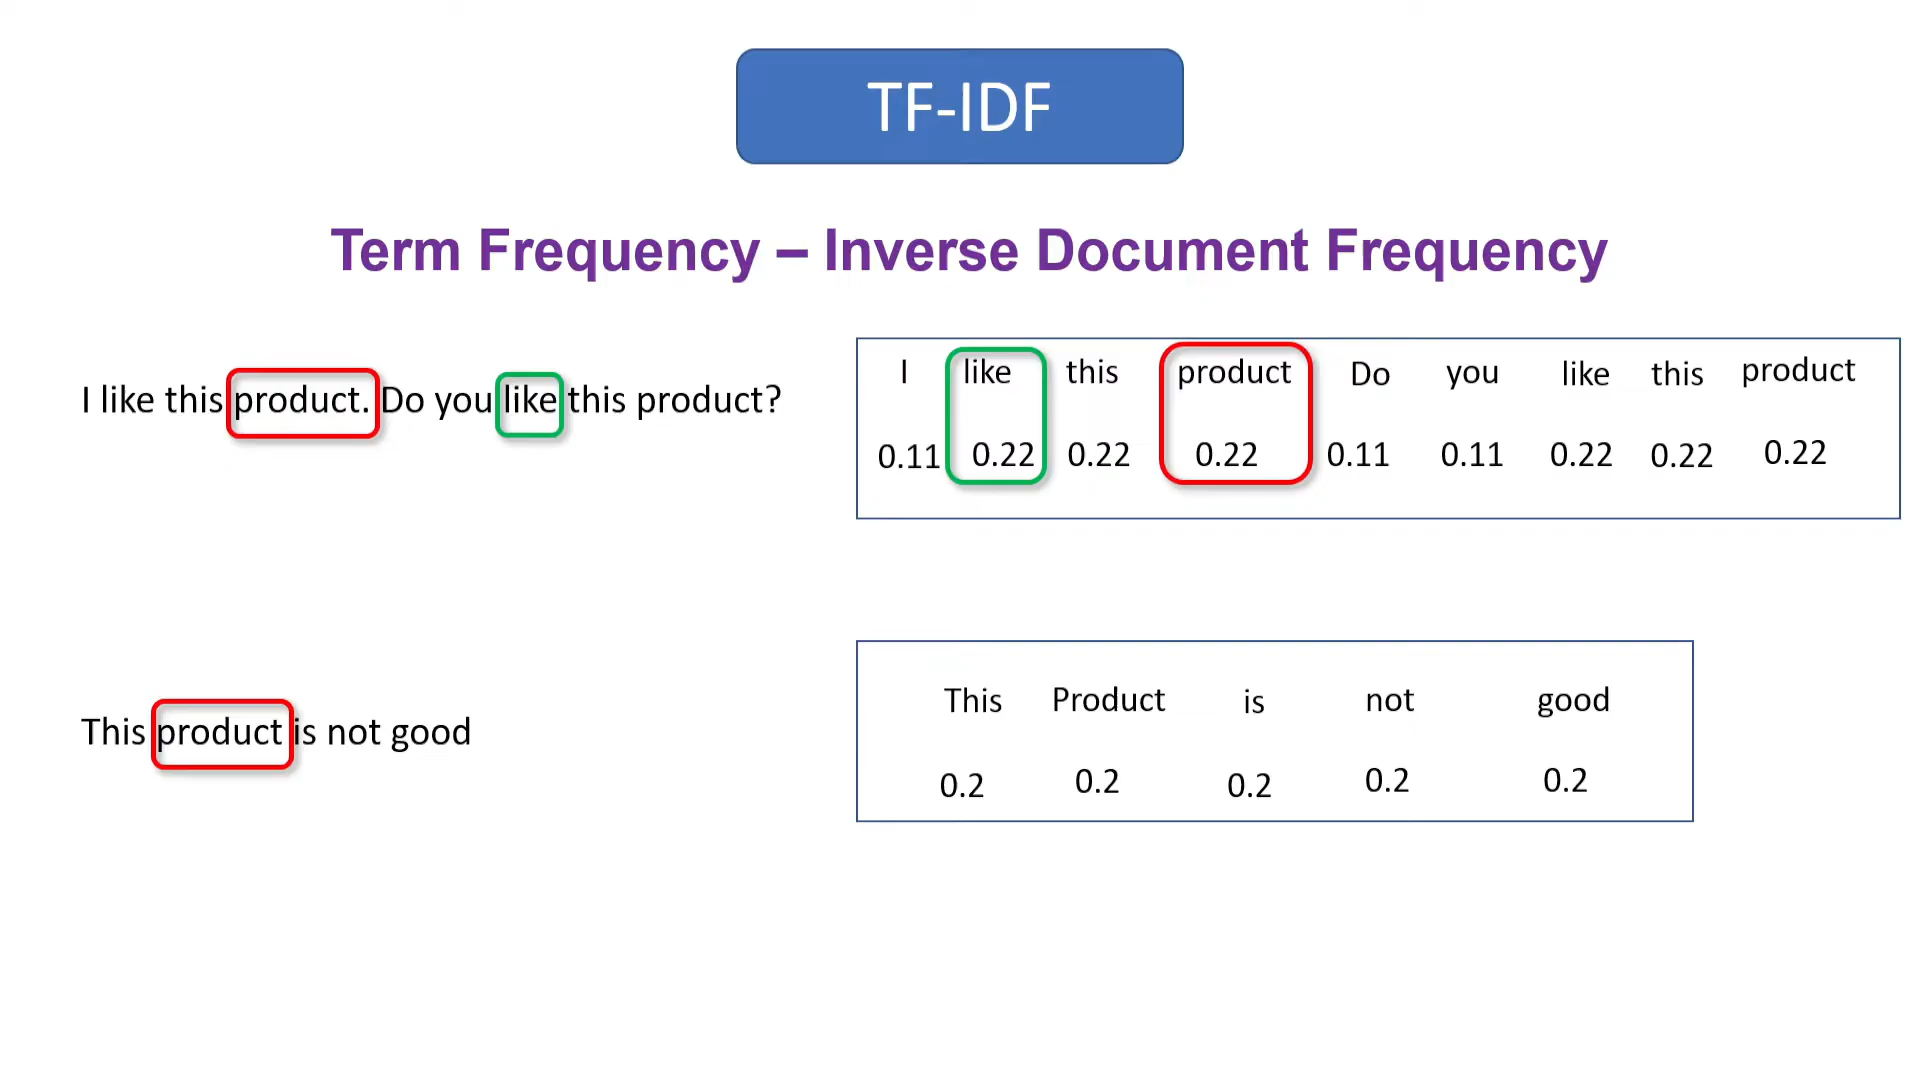 TF-IDF
Term Frequency – Inverse Document Frequency
I like this product. Do you like this product?
I like this product Do you like this product
0.11 0.22 0.22 0.22 0.11 0.11 0.22 0.22 0.22
This product is not good
This Product is not good
0.2 0.2 0.2 0.2 0.2